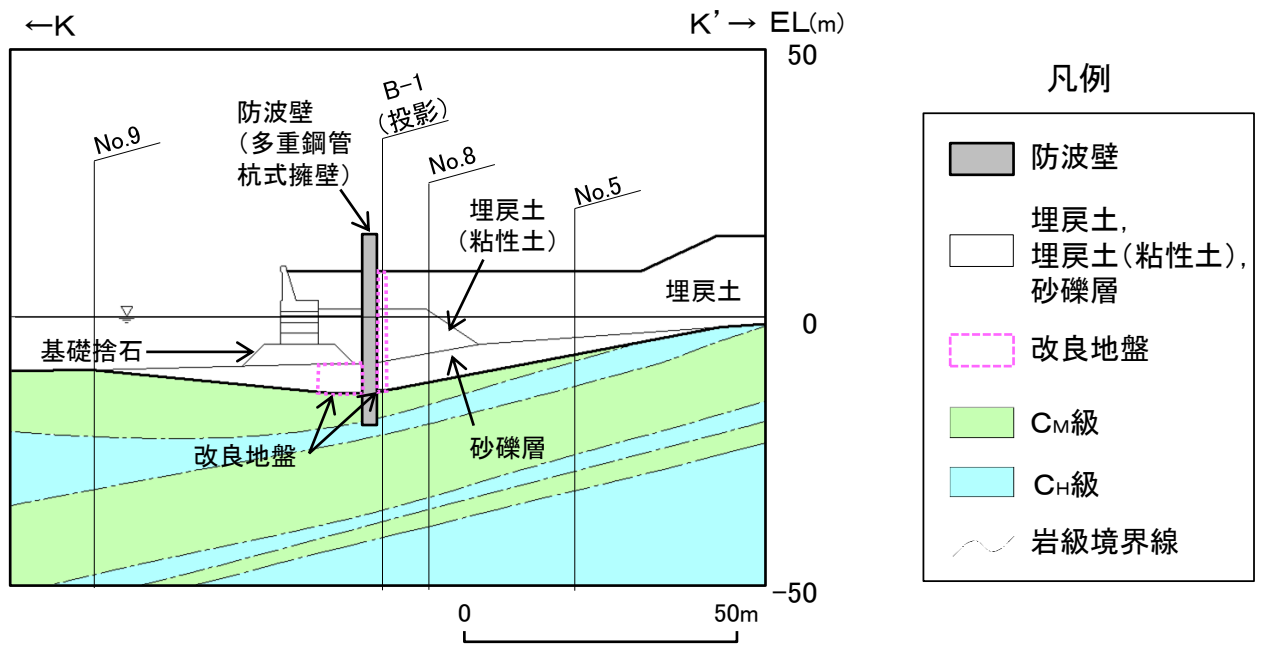 ←K
K’→ EL(m)
50
0
-50
No.9
防波壁
(多重鋼管
杭式擁壁)
B-1
(投影)
No.8
埋戻土
(粘性土)
No.5
埋戻土
基礎捨石
改良地盤
砂礫層
0
50m
凡例
防波壁
埋戻土,
埋戻土(粘性土),
砂礫層
改良地盤
CM級
CH級
岩級境界線